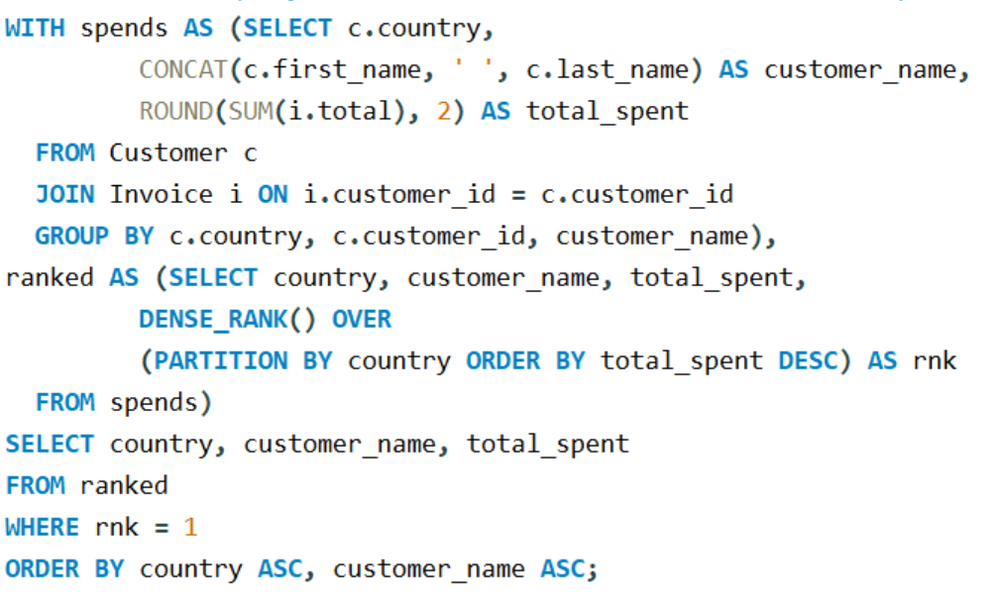 WITH spends AS (SELECT c.country,
CONCAT(c.first_name, ' ', c.last_name) AS customer_name,
ROUND(SUM(i.total), 2) AS total_spent
FROM Customer c
JOIN Invoice i ON i.customer_id = c.customer_id
GROUP BY c.country, c.customer_id, customer_name),
ranked AS (SELECT country, customer_name, total_spent,
DENSE_RANK() OVER
(PARTITION BY country ORDER BY total_spent DESC) AS rnk
FROM spends)
SELECT country, customer_name, total_spent
FROM ranked
WHERE rnk = 1
ORDER BY country ASC, customer_name ASC;